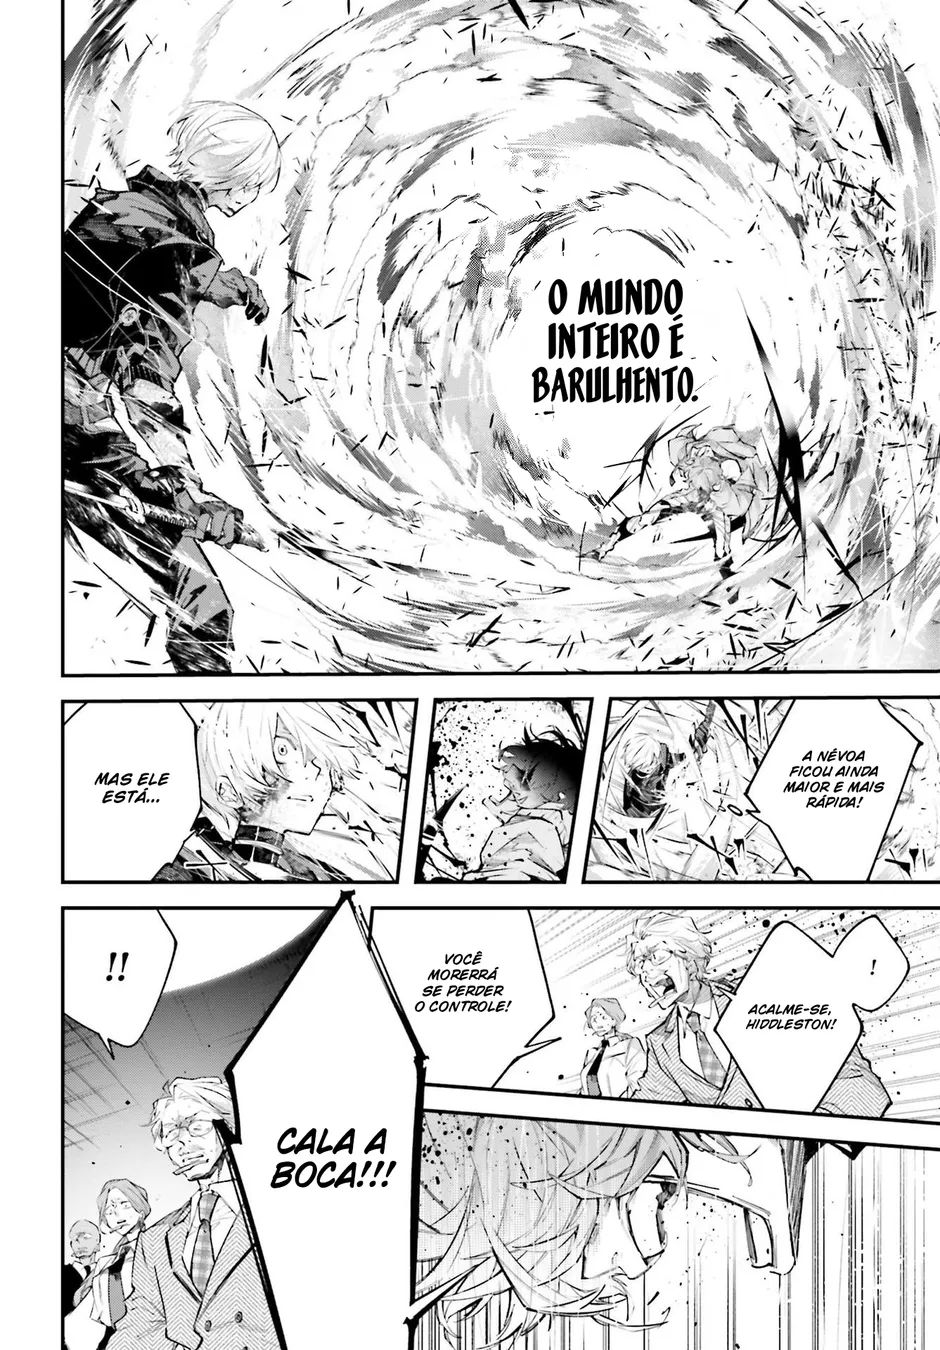 O MUNDO
INTEIRO É
BARULHENTO.
A NÉVOA
FICOU AINDA
MAIOR E MAIS
RÁPIDA!
MAS ELE
ESTÁ...
!
ACALME-SE,
HIDDLESTON!
VOCÊ
MORERRÁ
SE PERDER
O CONTROLE!
CALA A
BOCA!!!
!!